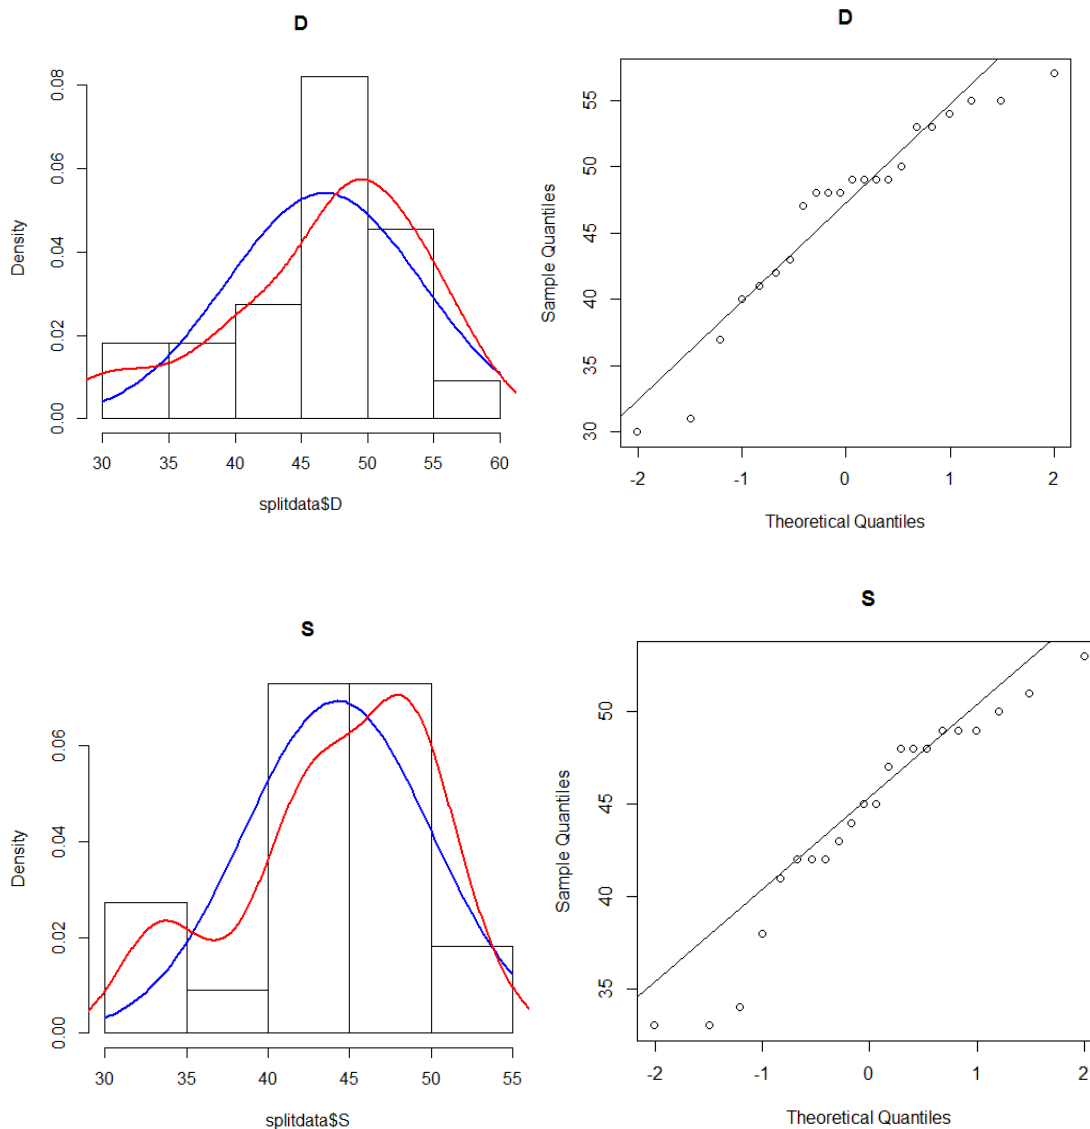 D
Density
0.00 0.02 0.04 0.06 0.08
30 35 40 45 50 55 60
splitdata$D
D
Sample Quantiles
30 35 40 45 50 55
-2 -1 0 1 2
Theoretical Quantiles
S
Density
0.00 0.02 0.04 0.06
30 35 40 45 50 55
splitdata$S
S
Sample Quantiles
35 40 45 50
-2 -1 0 1 2
Theoretical Quantiles